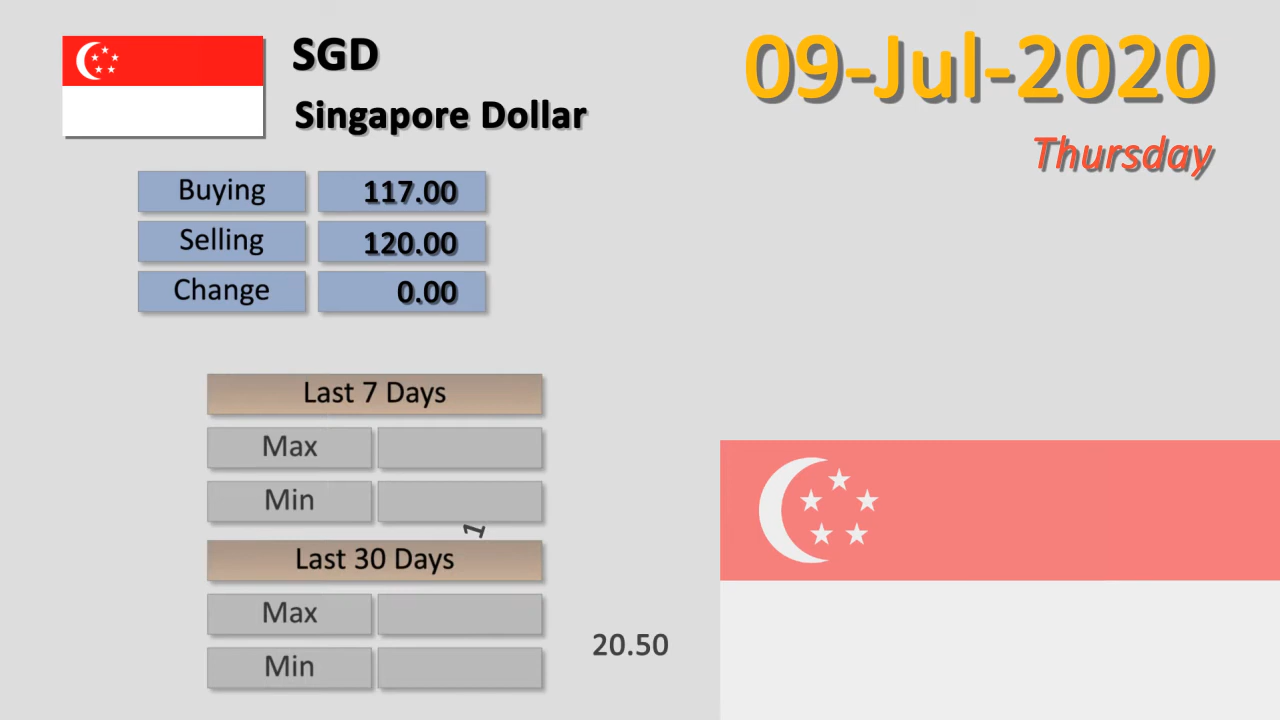 SGD
Singapore Dollar
09-Jul-2020
Thursday
Buying 117.00
Selling 120.00
Change 0.00
Last 7 Days
Max
Min
1
Last 30 Days
Max
20.50
Min